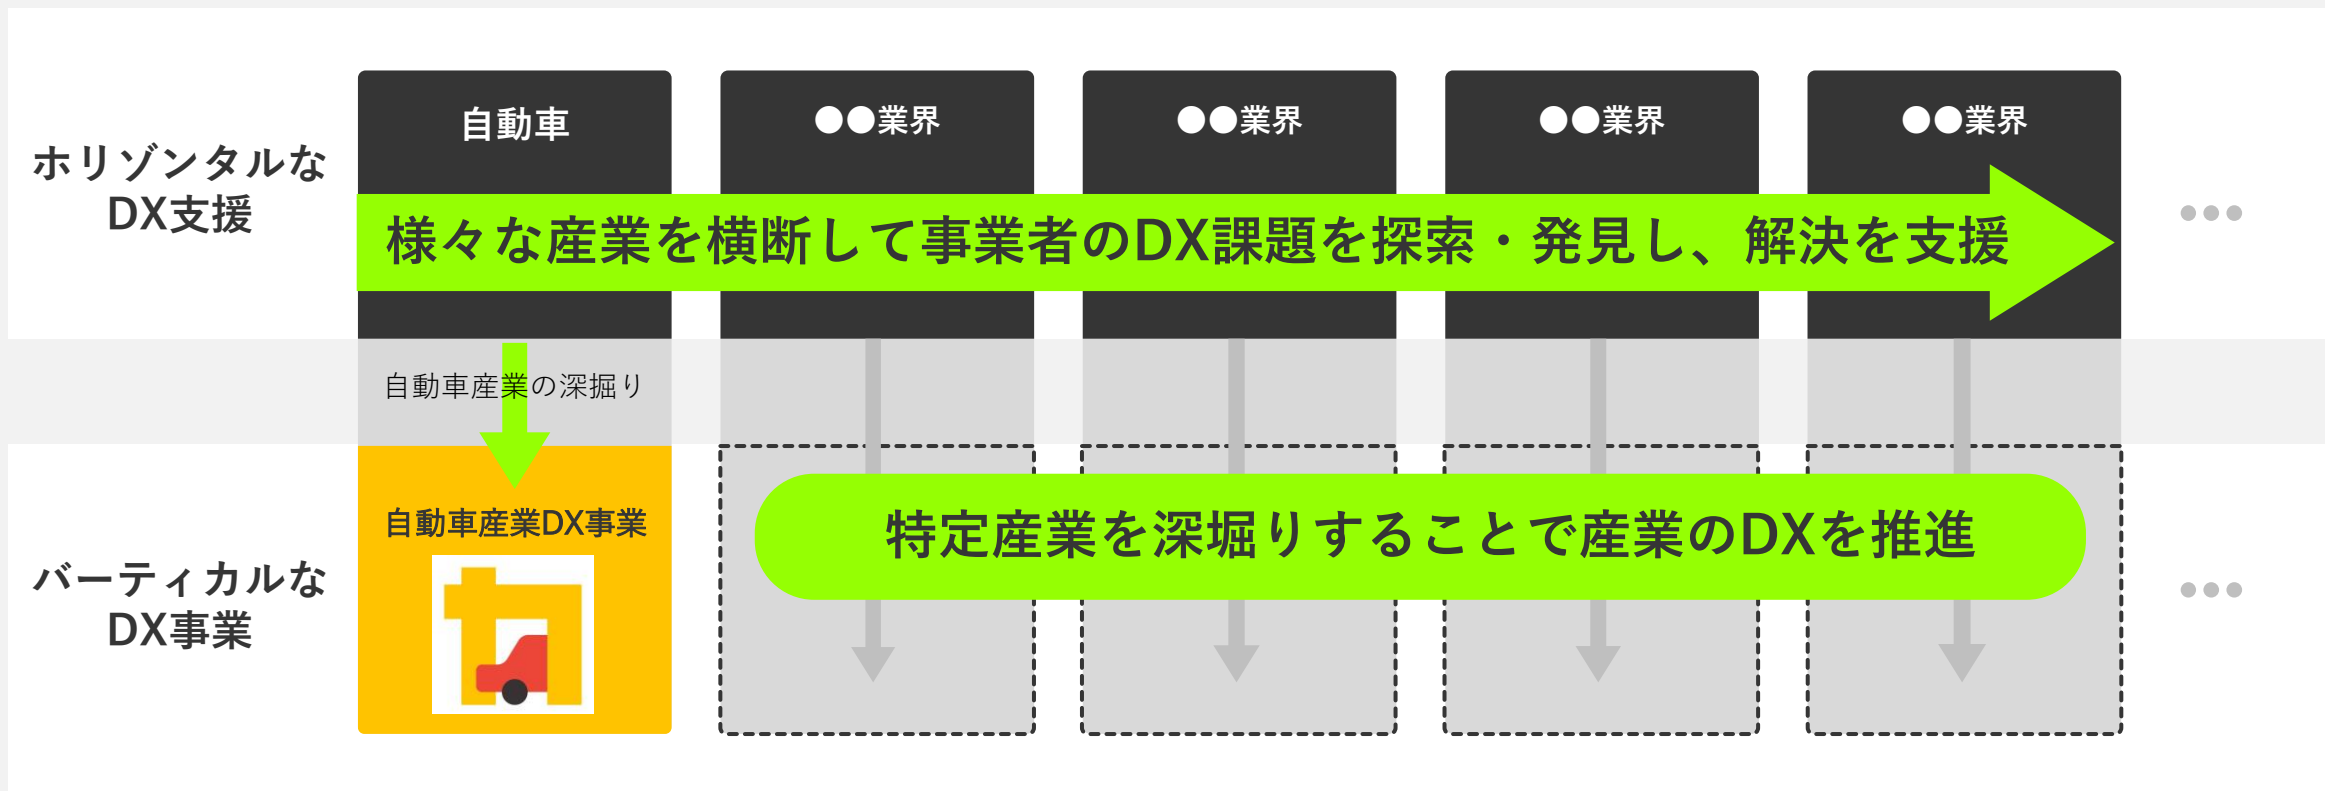 自動車
●●業界
●●業界
●●業界
●●業界
ホリゾンタルな
DX支援
様々な産業を横断して事業者のDX課題を探索・発見し、解決を支援
●●●
自動車産業の深掘り
自動車産業DX事業
特定産業を深堀りすることで産業のDXを推進
バーティカルな
DX事業
●●●